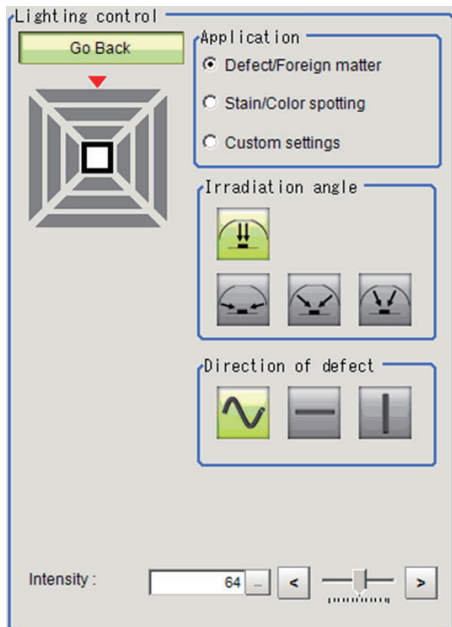 Lighting control
Go Back
Application
Defect/Foreign matter
Stain/Color spotting
Custom settings
Irradiation angle
Direction of defect
Intensity :
64
...
<
>